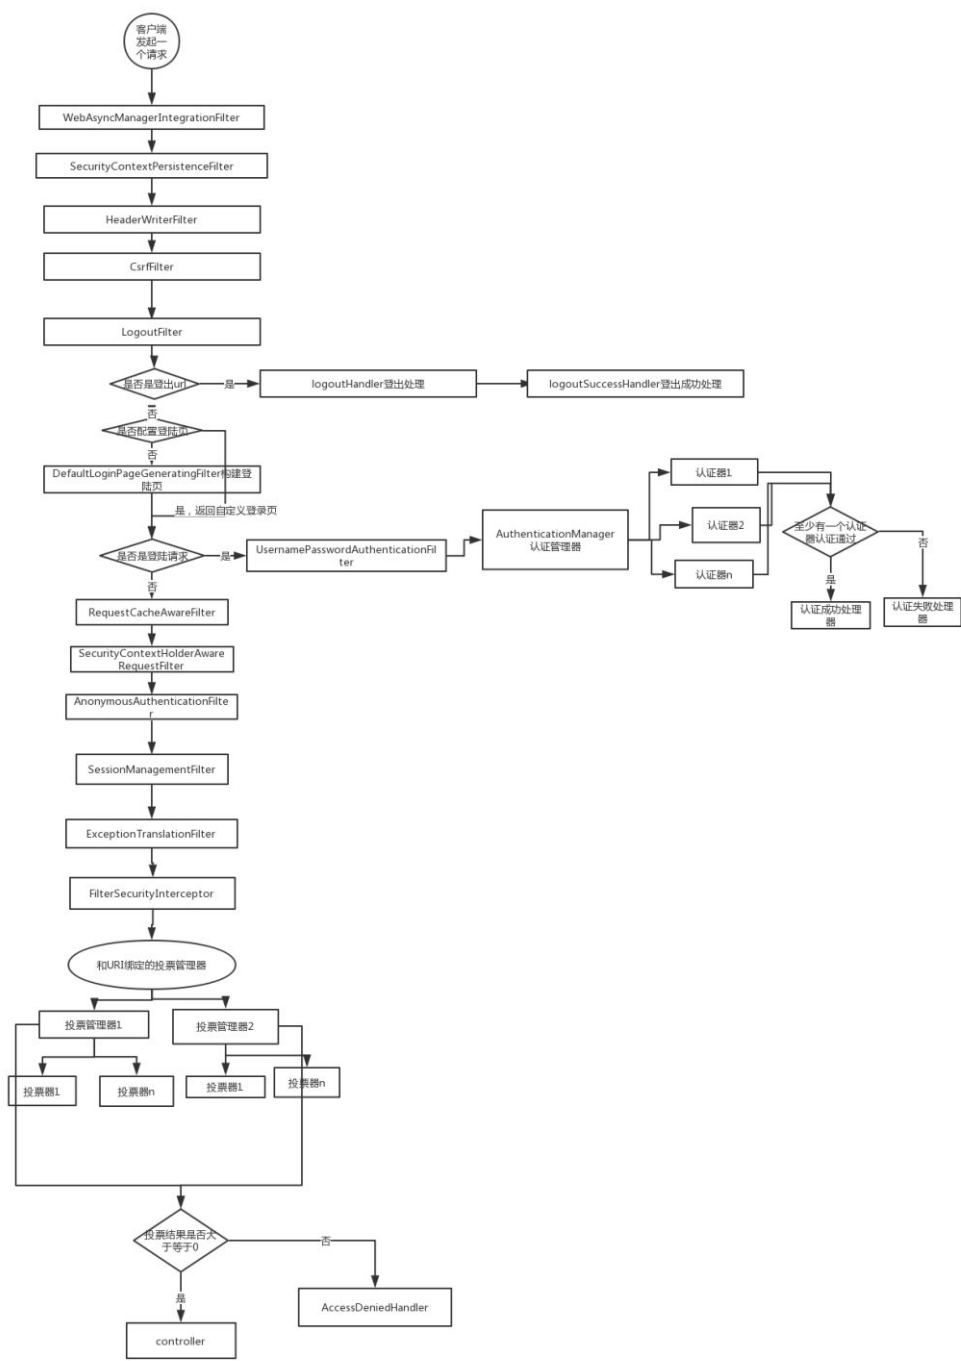 客户端
发起一
个请求
WebAsyncManagerIntegrationFilter
SecurityContextPersistenceFilter
HeaderWriterFilter
CsrfFilter
LogoutFilter
是否是登出url
是
logoutHandler登出处理
logoutSuccessHandler登出成功处理
否
是否配置登陆页
否
DefaultLoginPageGeneratingFilter构建登
陆页
是，返回自定义登录页
是否是登陆请求
是
UsernamePasswordAuthenticationFil
ter
AuthenticationManager
认证管理器
认证器1
认证器2
认证器n
至少有一个认证
器认证通过
否
是
认证成功处理
器
认证失败处理
器
否
RequestCacheAwareFilter
SecurityContextHolderAware
RequestFilter
AnonymousAuthenticationFilte
r
SessionManagementFilter
ExceptionTranslationFilter
FilterSecurityInterceptor
和URI绑定的投票管理器
投票管理器1
投票管理器2
投票器1
投票器n
投票器1
投票器n
投票结果是否大
于等于0
否
是
AccessDeniedHandler
controller